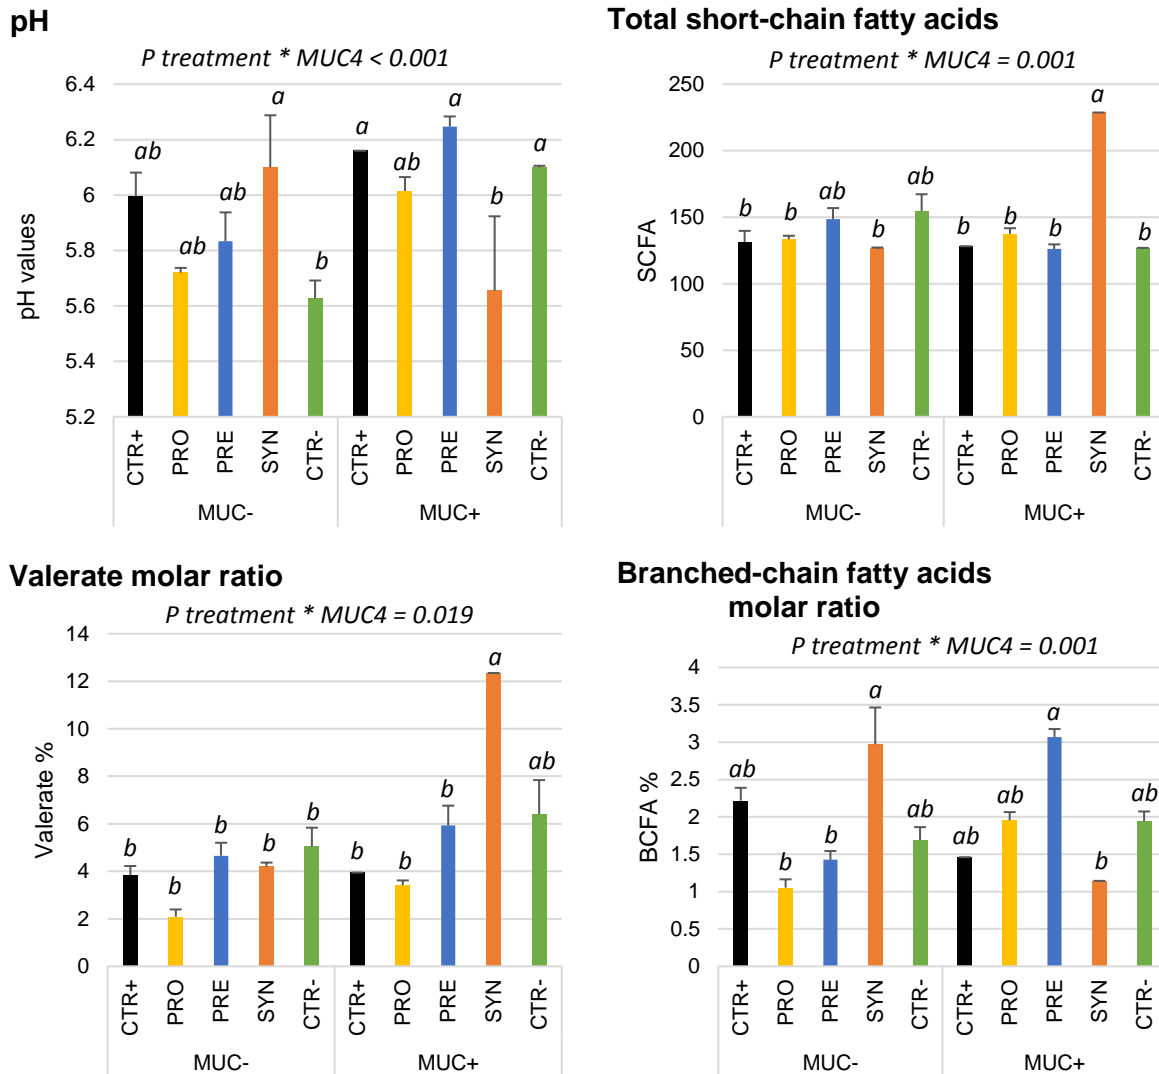 pH
P treatment * MUC4 < 0.001
6.4
6.2
6
5.8
5.6
5.4
5.2
pH values
ab
ab
ab
a
b
a
ab
a
b
a
CTR+ PRO PRE SYN CTR- CTR+ PRO PRE SYN CTR-
MUC- MUC+
Total short-chain fatty acids
P treatment * MUC4 = 0.001
250
200
150
100
50
0
SCFA
b
b
ab
b
ab
b
b
b
a
b
CTR+ PRO PRE SYN CTR- CTR+ PRO PRE SYN CTR-
MUC- MUC+
Valerate molar ratio
P treatment * MUC4 = 0.019
14
12
10
8
6
4
2
0
Valerate %
b
b
b
b
b
b
b
b
a
ab
CTR+ PRO PRE SYN CTR- CTR+ PRO PRE SYN CTR-
MUC- MUC+
Branched-chain fatty acids
molar ratio
P treatment * MUC4 = 0.001
4
3.5
3
2.5
2
1.5
1
0.5
0
BCFA %
ab
b
b
a
ab
ab
ab
a
b
ab
CTR+ PRO PRE SYN CTR- CTR+ PRO PRE SYN CTR-
MUC- MUC+